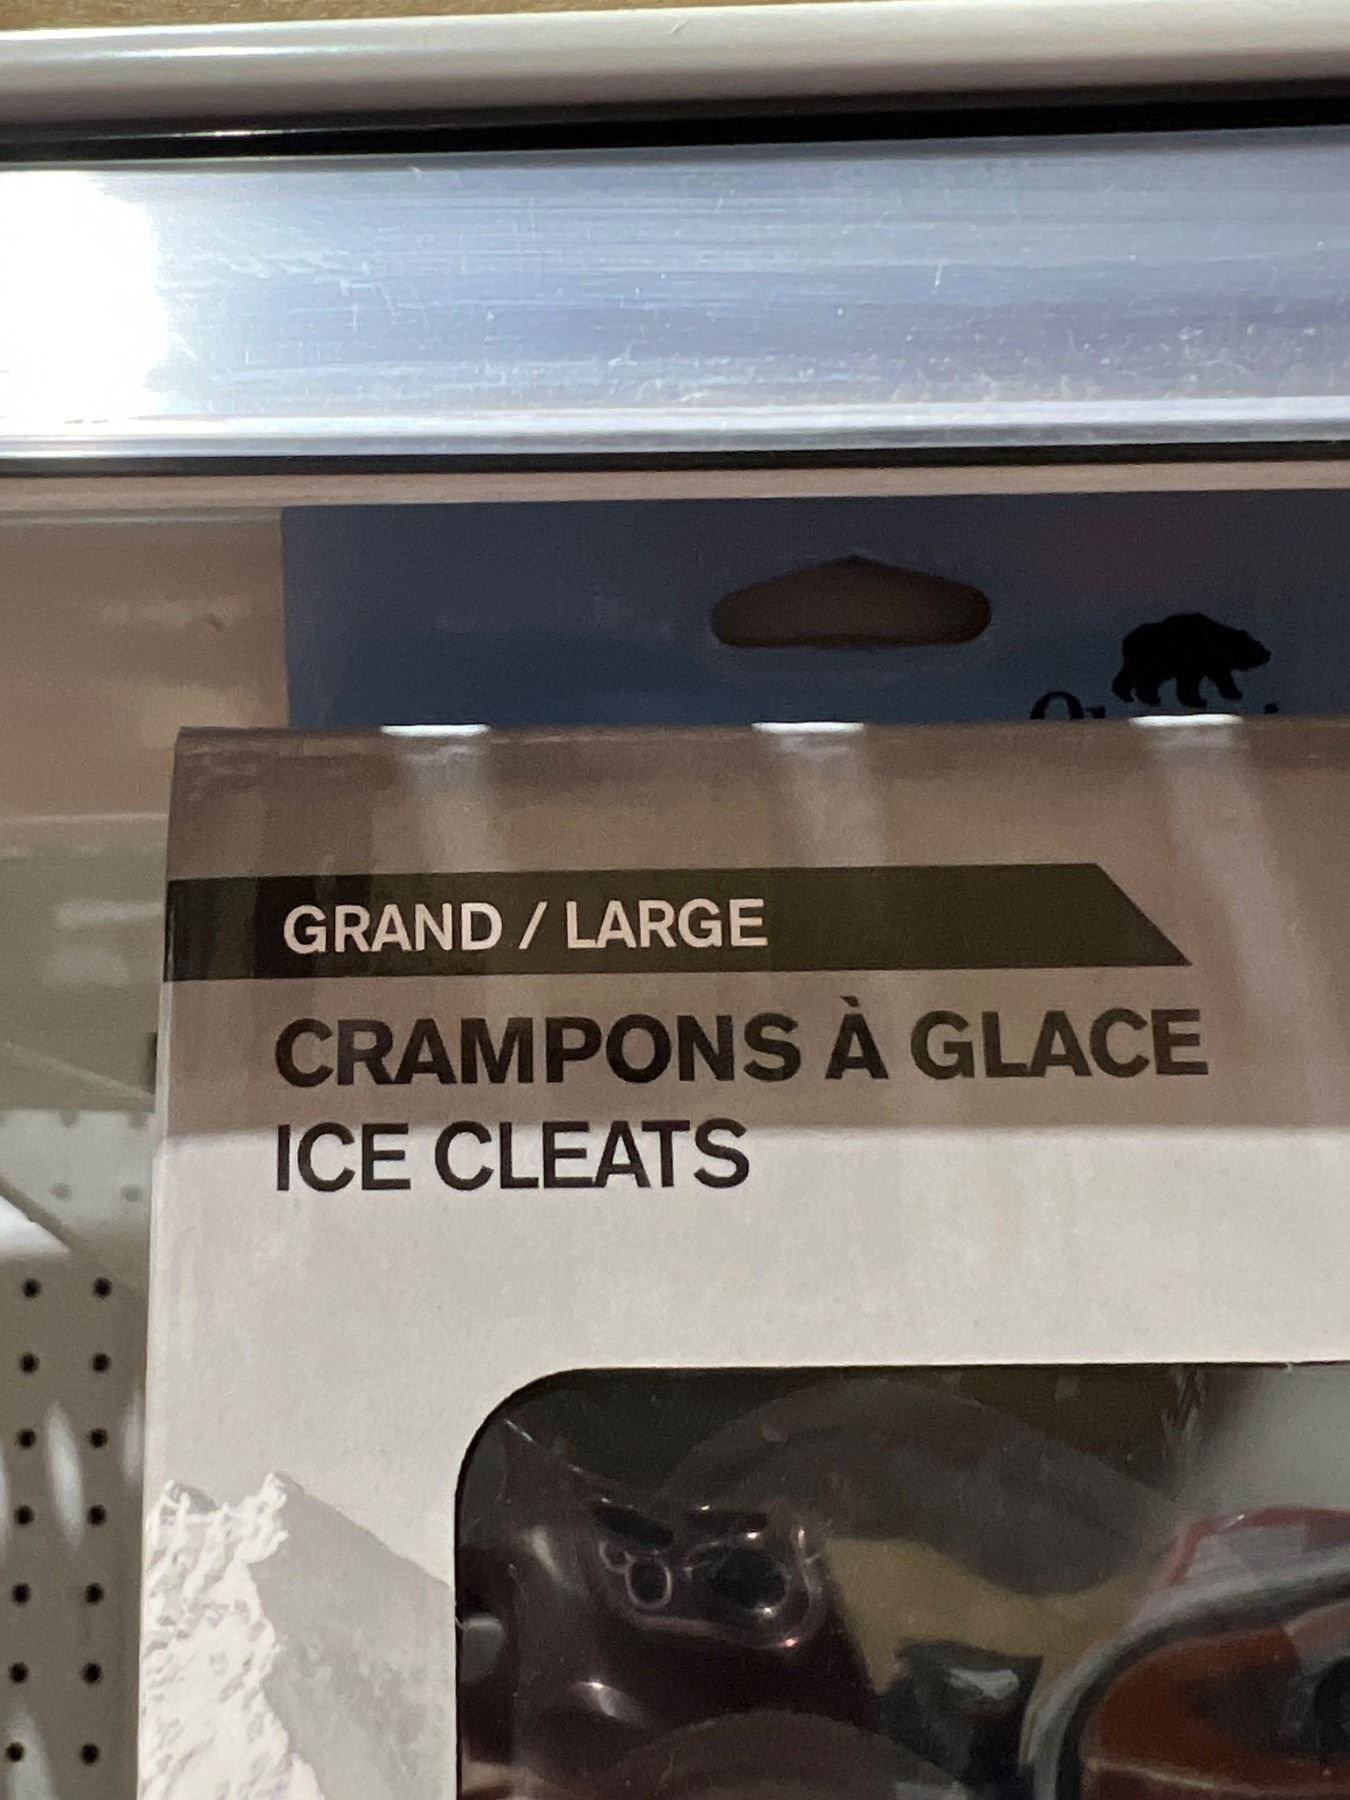 GRAND / LARGE
CRAMPONS À GLACE
ICE CLEATS